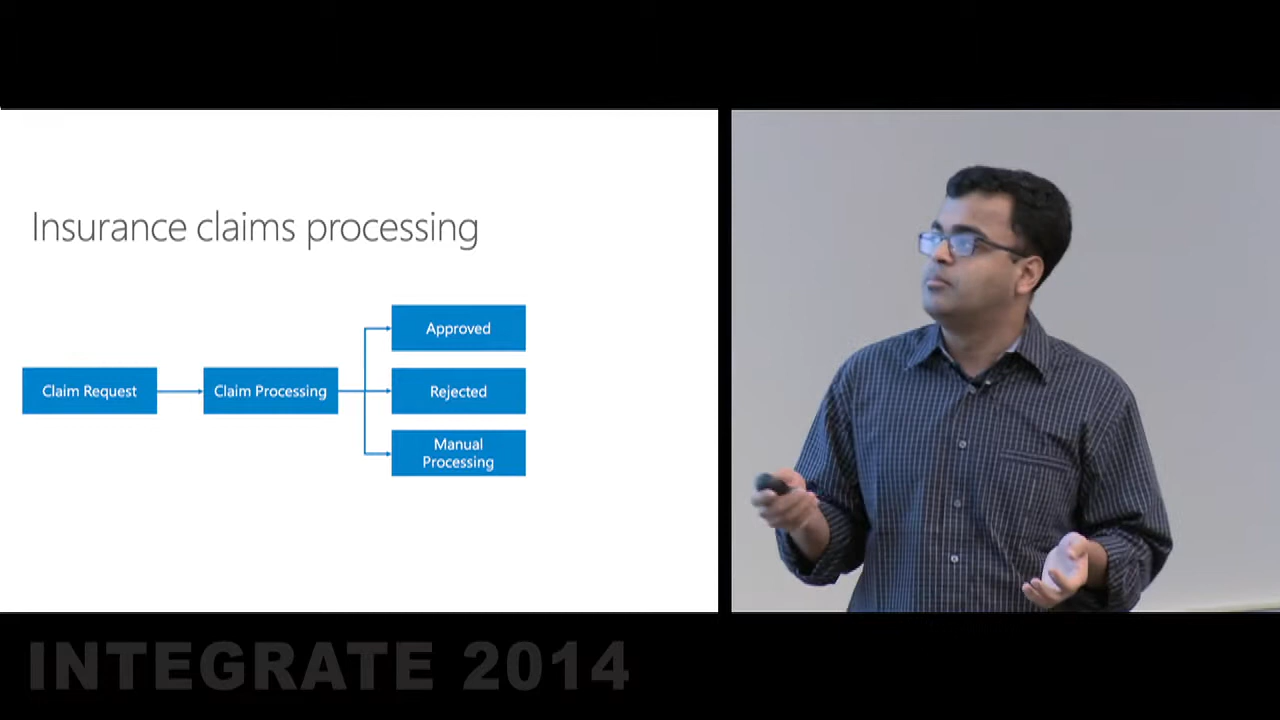 Insurance claims processing
Approved
Claim Request
Claim Processing
Rejected
Manual
Processing
INTEGRATE 2014